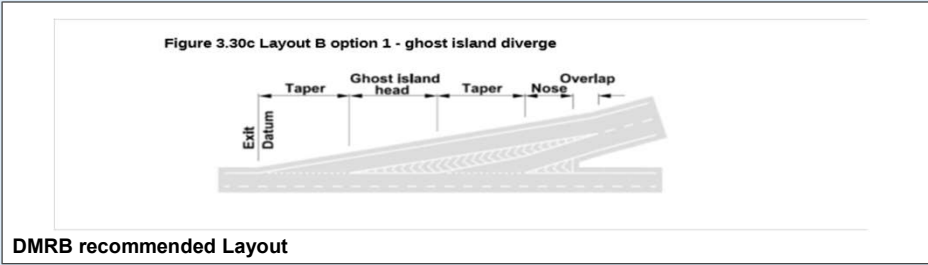 Figure 3.30c Layout B option 1 - ghost island diverge
Taper
Ghost island
head
Taper
Nose
Overlap
Exit
Datum
DMRB recommended Layout